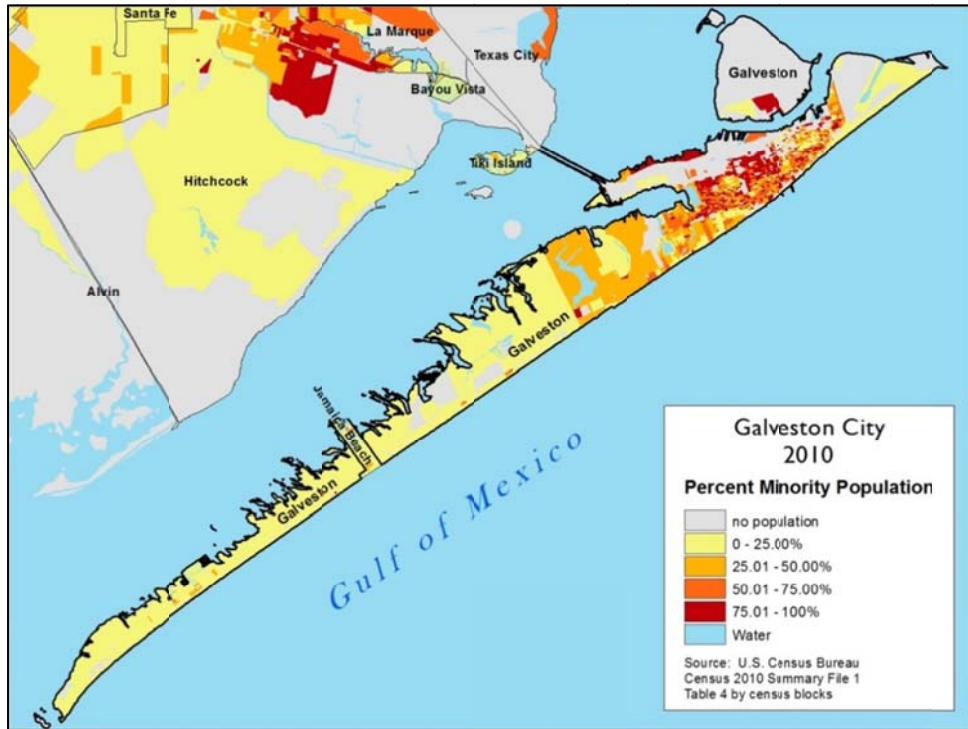 Santa Fe
La Marque
Texas City
Bayou Vista
Galveston
Tiki Island
Hitchcock
Alvin
Galveston
Jamaica Beach
Galveston
Gulf of Mexico
Galveston City
2010
Percent Minority Population
no population
0 - 25.00%
25.01 - 50.00%
50.01 - 75.00%
75.01 - 100%
Water
Source: U.S. Census Bureau
Census 2010 Summary File 1
Table 4 by census blocks